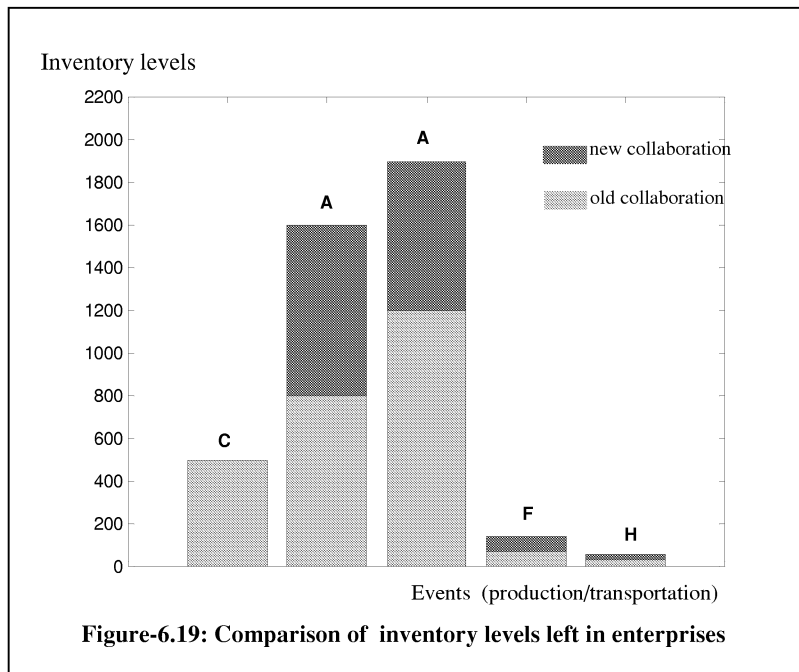 Inventory levels
2200
2000
1800
1600
1400
1200
1000
800
600
400
200
0
C
A
A
F
H
new collaboration
old collaboration
Events (production/transportation)
Figure-6.19: Comparison of inventory levels left in enterprises